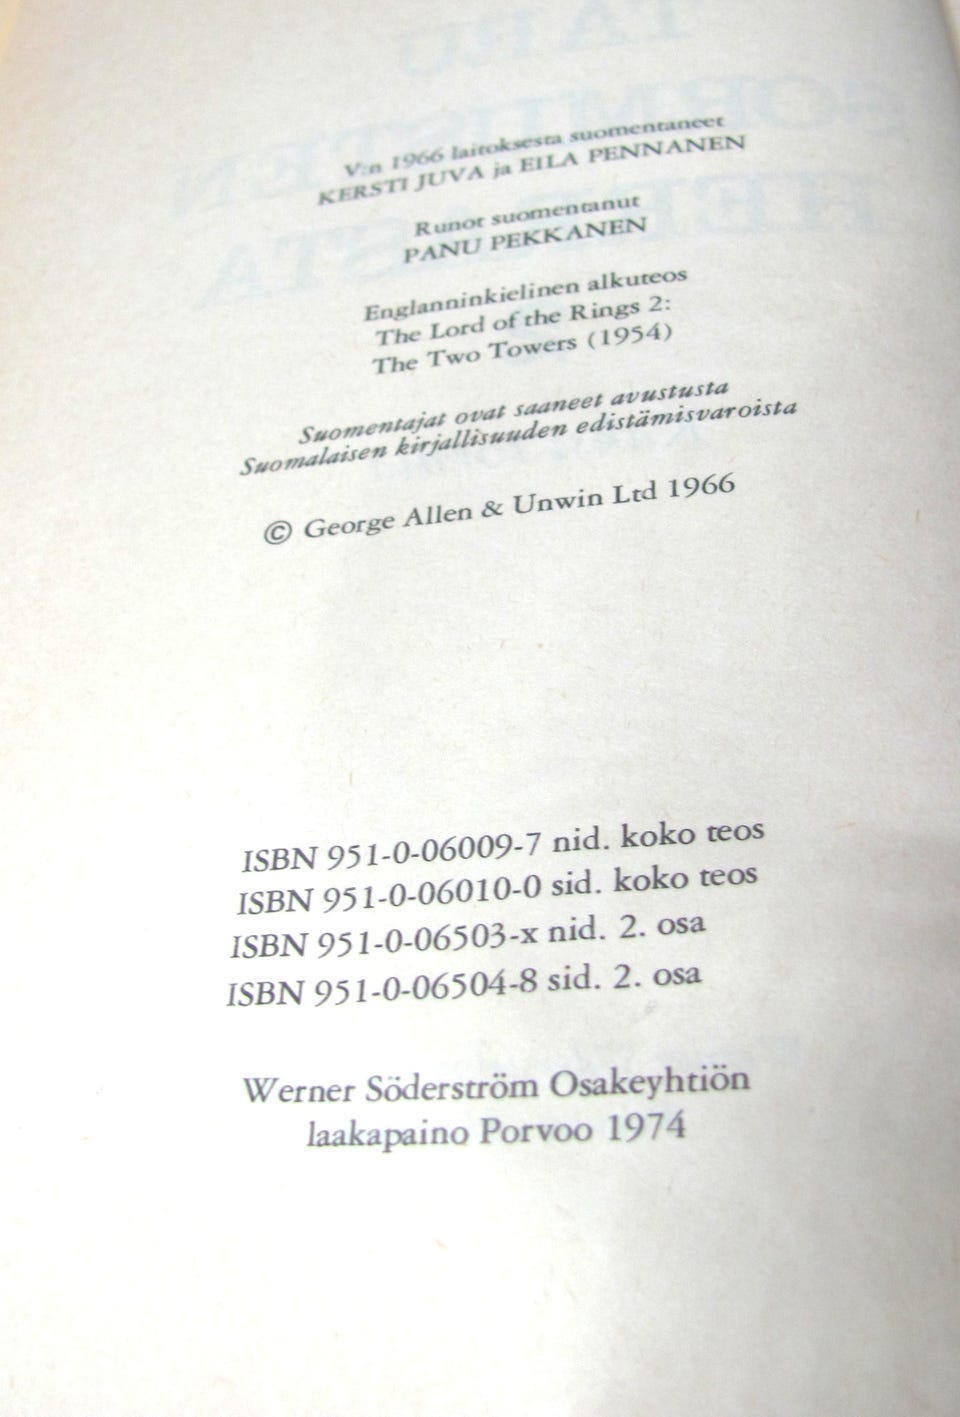 V:n 1966 laitoksesta suomentaneet
KERSTI JUVA ja EILA PENNANEN
Runot suomentanut
PANU PEKKANEN
Englanninkielinen alkuteos
The Lord of the Rings 2:
The Two Towers (1954)
Suomentajat ovat saaneet avustusta
Suomalaisen kirjallisuuden edistämisvaroista
© George Allen & Unwin Ltd 1966
ISBN 951-0-06009-7 nid. koko teos
ISBN 951-0-06010-0 sid. koko teos
ISBN 951-0-06503-x nid. 2. osa
ISBN 951-0-06504-8 sid. 2. osa
Werner Söderström Osakeyhtiön
laakapaino Porvoo 1974